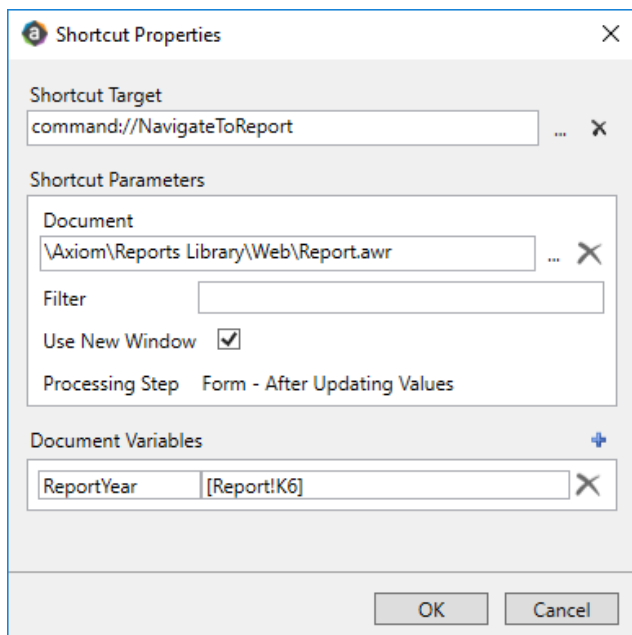 Shortcut Properties
Shortcut Target
command://NavigateToReport ...
Shortcut Parameters
Document
\Axiom\Reports Library\Web\Report.awr ...
Filter
Use New Window
Processing Step Form - After Updating Values
Document Variables
ReportYear [Report!K6]
OK Cancel